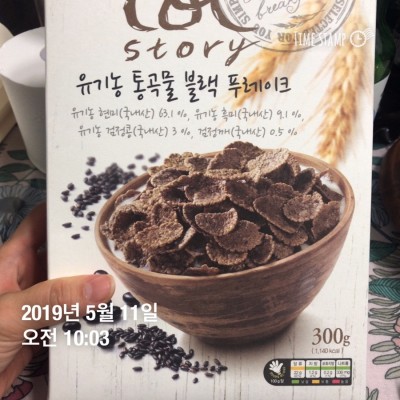 story
TIME STAMP
유기농 통곡물 블랙 푸레이크
유기농 현미(국내산) 63.1 %, 유기농 흑미(국내산) 9.1 %,
유기농 검정콩(국내산) 3 %, 검정깨(국내산) 0.5 %
2019년 5월 11일
오전 10:03
300g
(1,140 kcal)